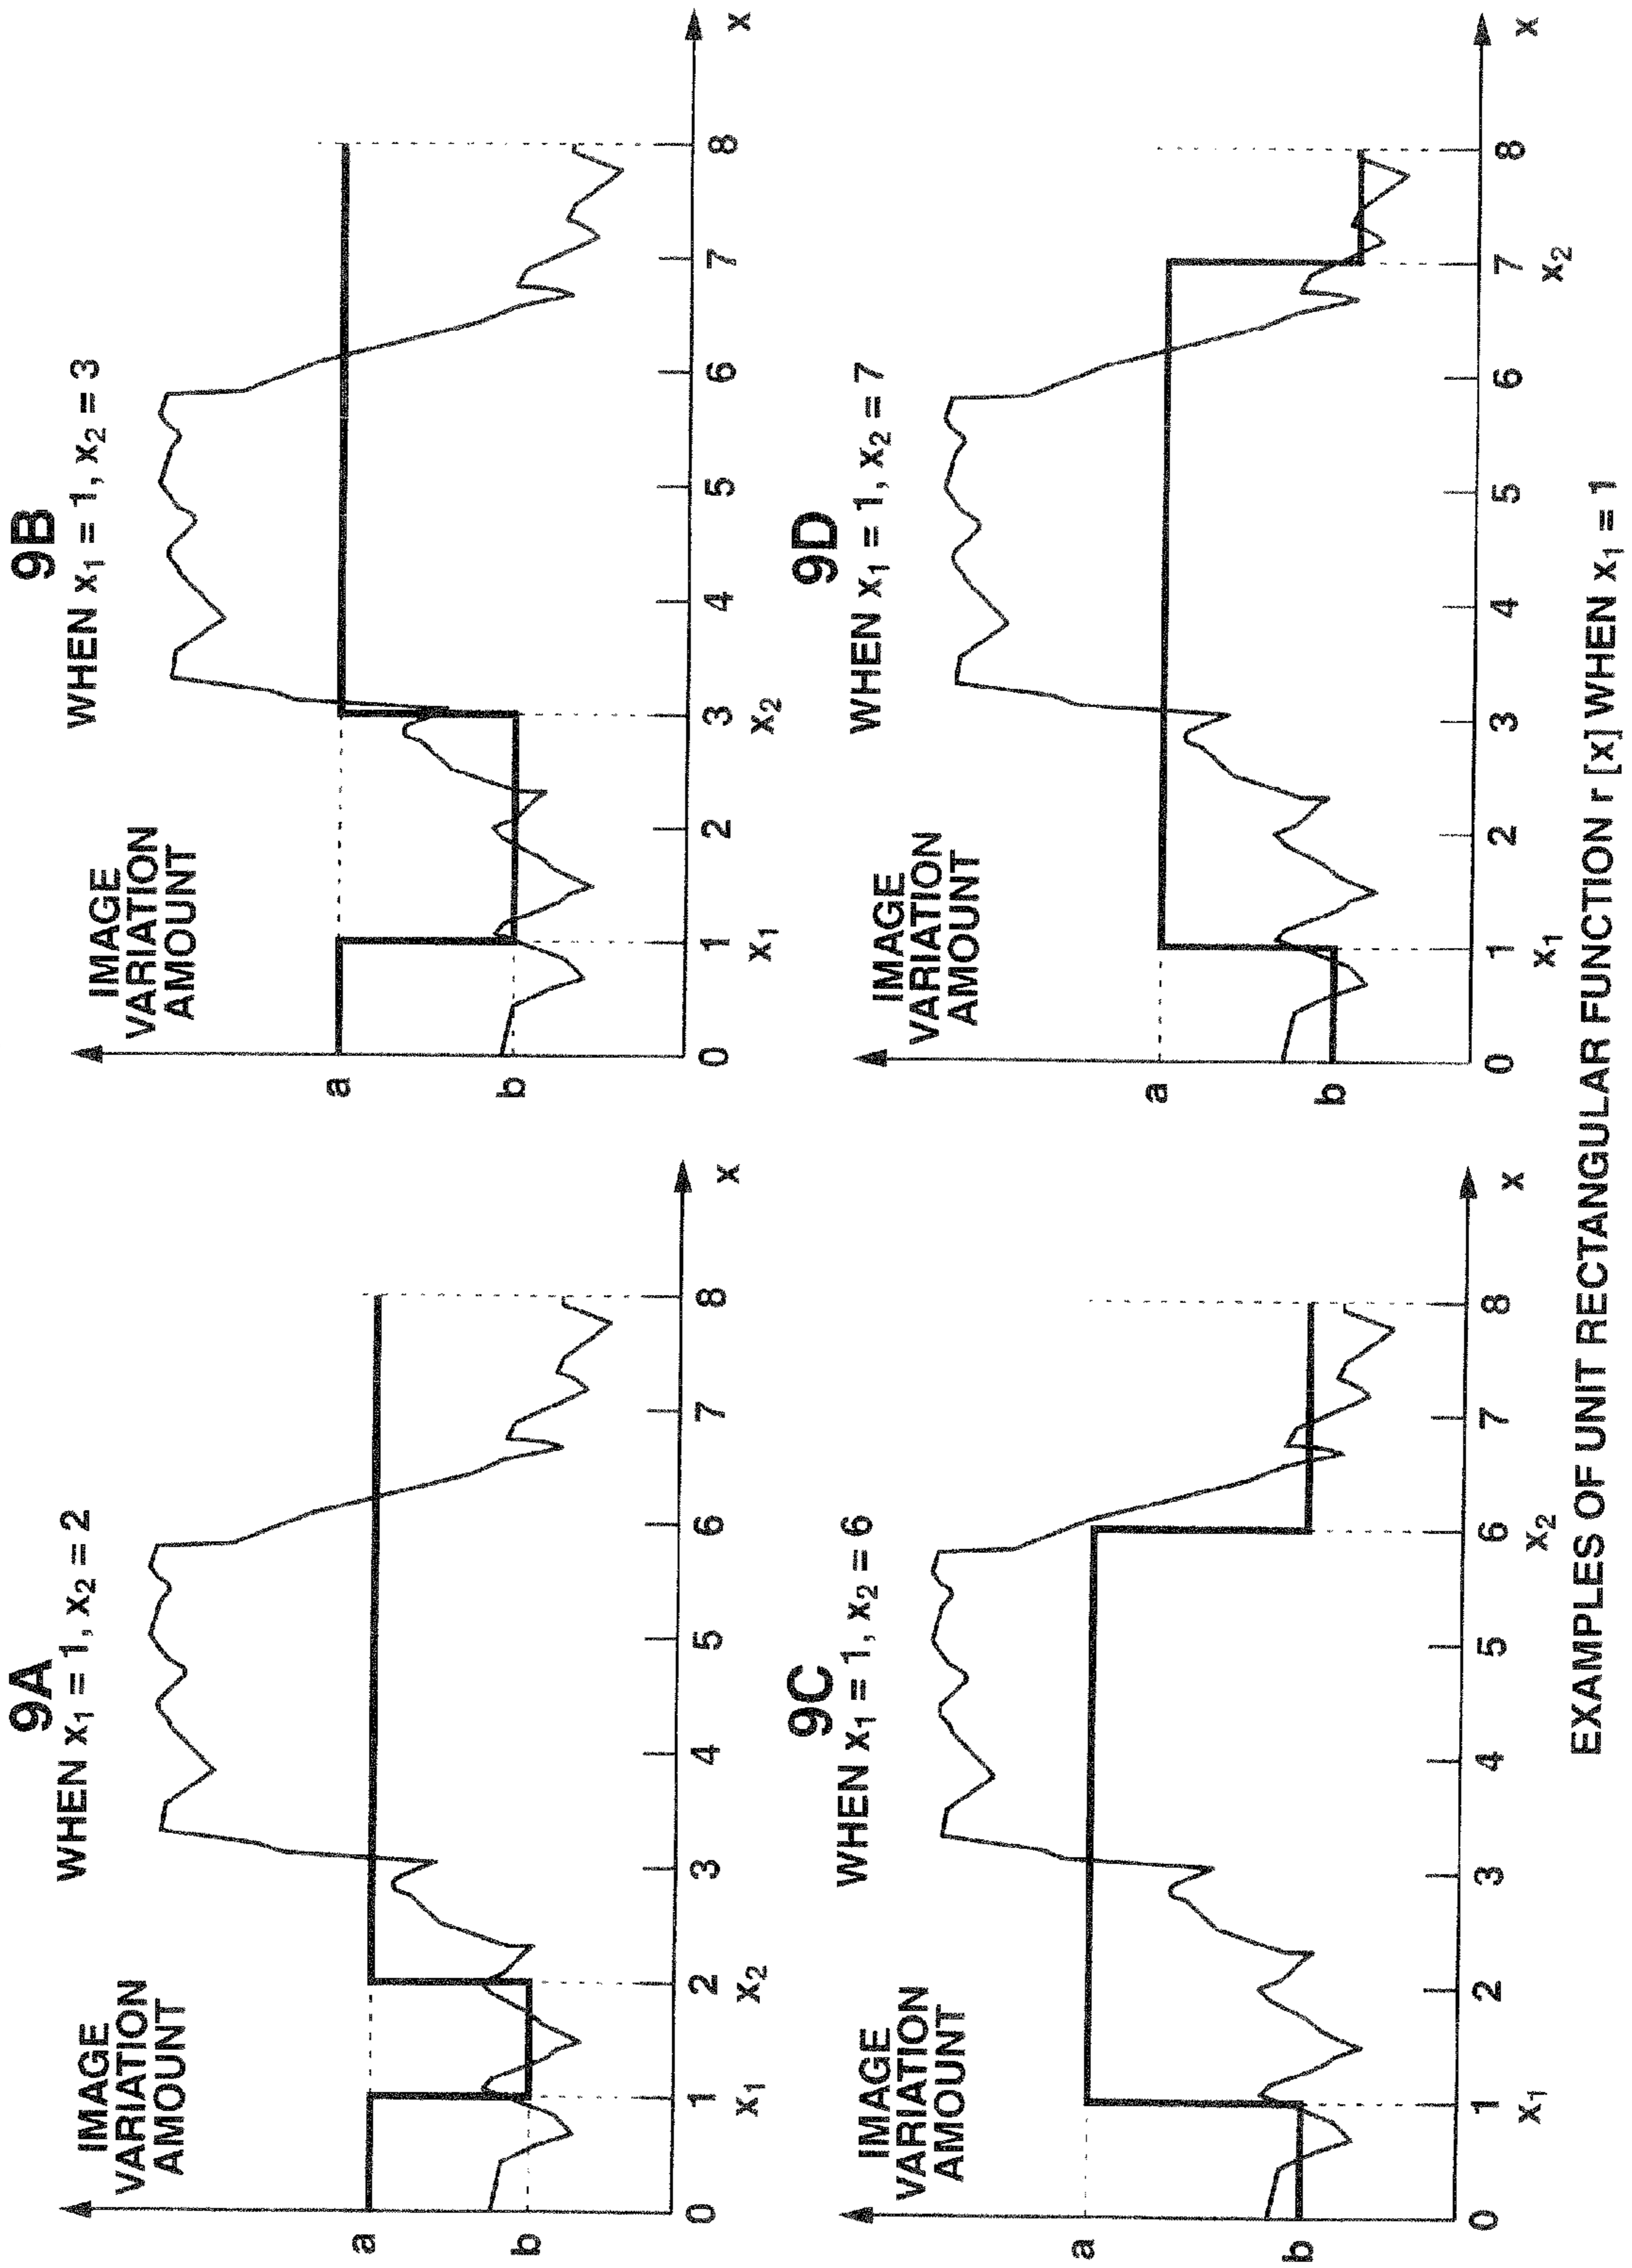 9A
WHEN x₁ = 1, x₂ = 2
IMAGE
VARIATION
AMOUNT
a
b
0 1 2 3 4 5 6 7 8 x
x₁ x₂
9B
WHEN x₁ = 1, x₂ = 3
IMAGE
VARIATION
AMOUNT
a
b
0 1 2 3 4 5 6 7 8 x
x₁ x₂
9C
WHEN x₁ = 1, x₂ = 6
IMAGE
VARIATION
AMOUNT
a
b
0 1 2 3 4 5 6 7 8 x
x₁ x₂
9D
WHEN x₁ = 1, x₂ = 7
IMAGE
VARIATION
AMOUNT
a
b
0 1 2 3 4 5 6 7 8 x
x₁ x₂
EXAMPLES OF UNIT RECTANGULAR FUNCTION r [x] WHEN x₁ = 1